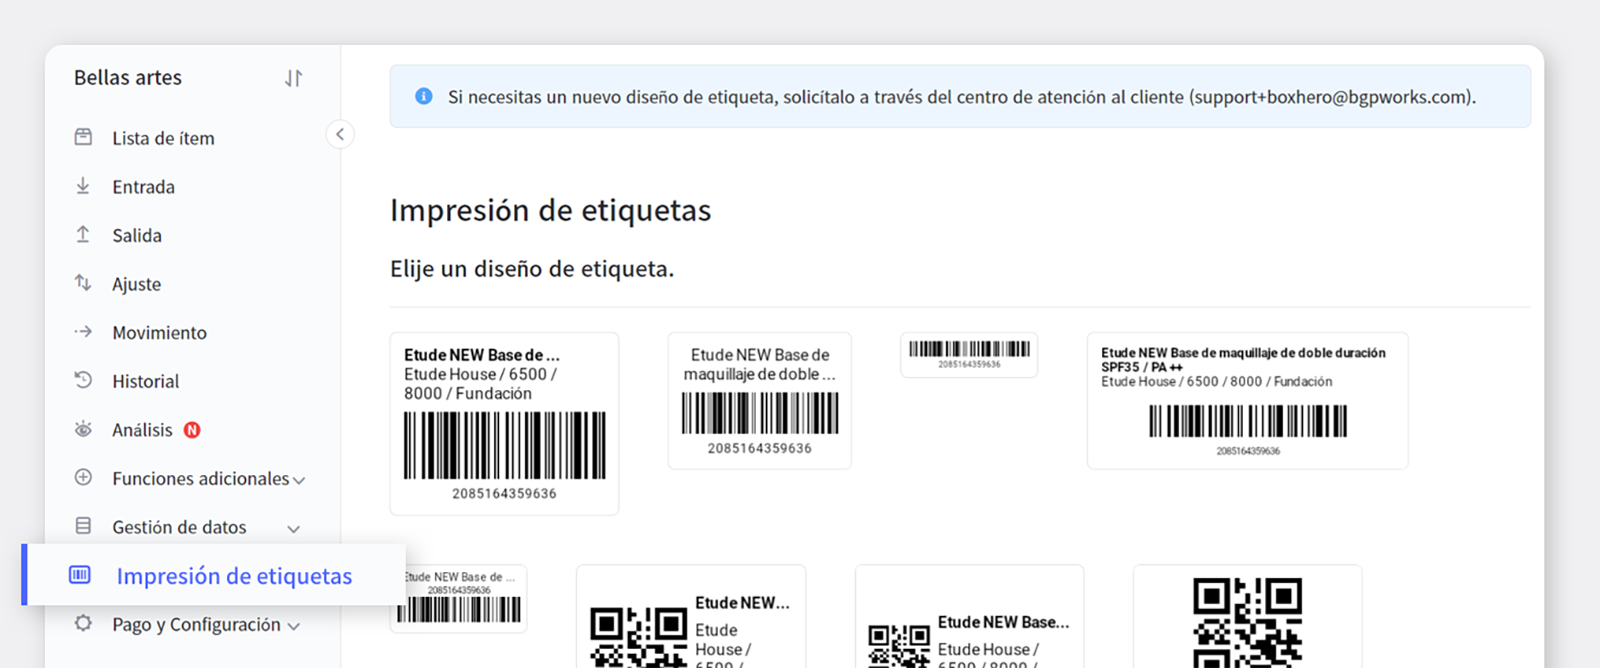 Bellas artes
Lista de ítem
Entrada
Salida
Ajuste
Movimiento
Historial
Análisis N
Funciones adicionales
Gestión de datos
Impresión de etiquetas
Pago y Configuración
Si necesitas un nuevo diseño de etiqueta, solicítalo a través del centro de atención al cliente (support+boxhero@bgpworks.com).
Impresión de etiquetas
Elije un diseño de etiqueta.
Etude NEW Base de ...
Etude House / 6500 /
8000 / Fundación
2085164359636
Etude NEW Base de
maquillaje de doble ...
2085164359636
2085164359636
Etude NEW Base de maquillaje de doble duración
SPF35 / PA ++
Etude House / 6500 / 8000 / Fundación
2085164359636
Etude NEW Base de ...
2085164359636
Etude NEW...
Etude
House /
6500 /
Etude NEW Base...
Etude House /
6500 / 8000 /